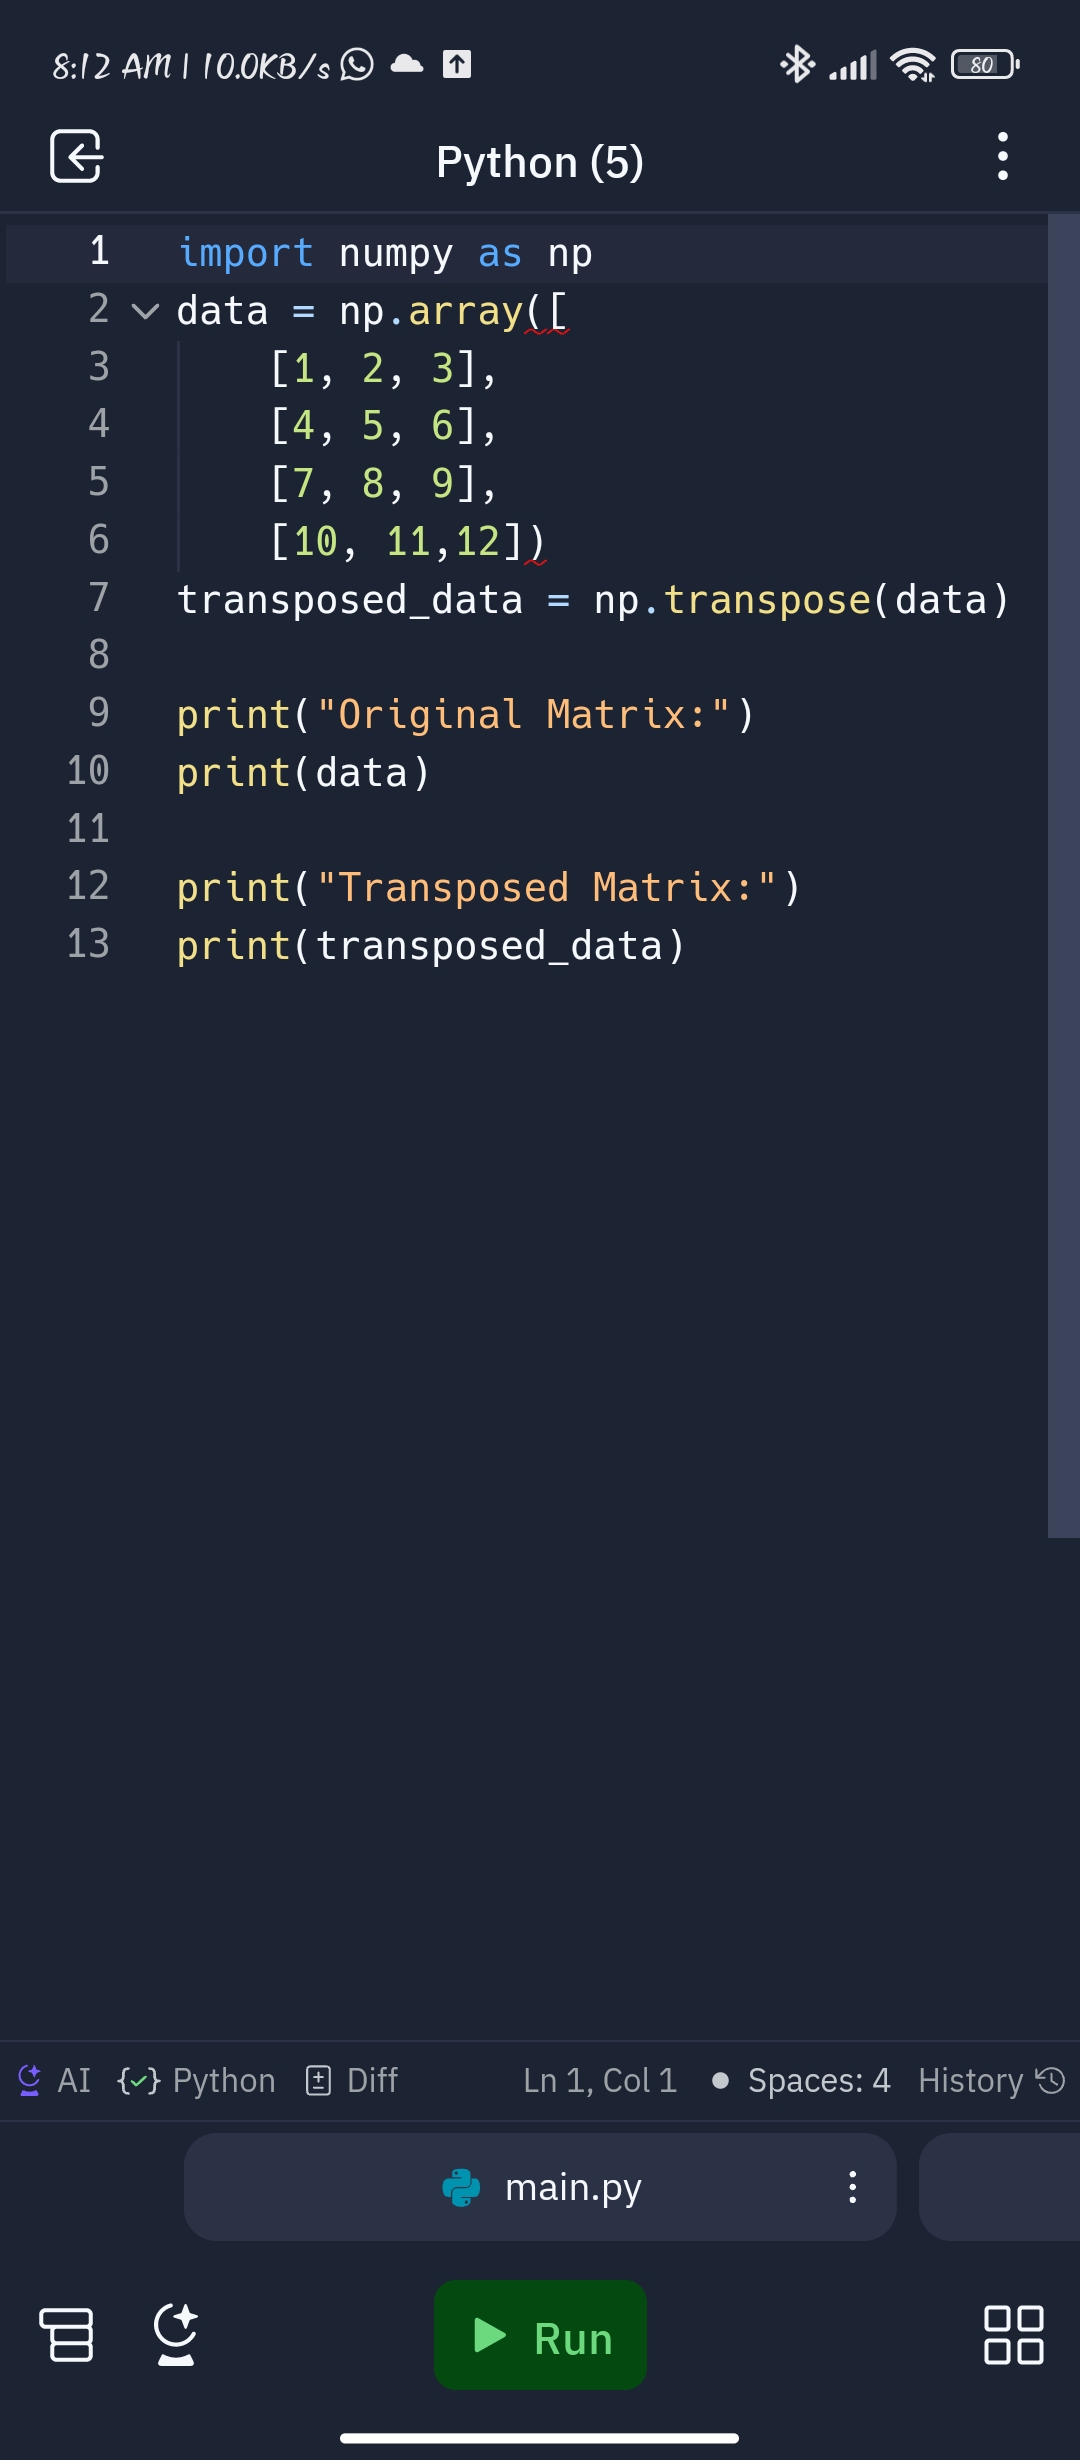 8:12 AM | 10.0KB/s 80
Python (5)
1 import numpy as np
2 data = np.array([
3     [1, 2, 3],
4     [4, 5, 6],
5     [7, 8, 9],
6     [10, 11,12])
7 transposed_data = np.transpose(data)
8
9 print("Original Matrix:")
10 print(data)
11
12 print("Transposed Matrix:")
13 print(transposed_data)
AI Python Diff Ln 1, Col 1 Spaces: 4 History
main.py
Run